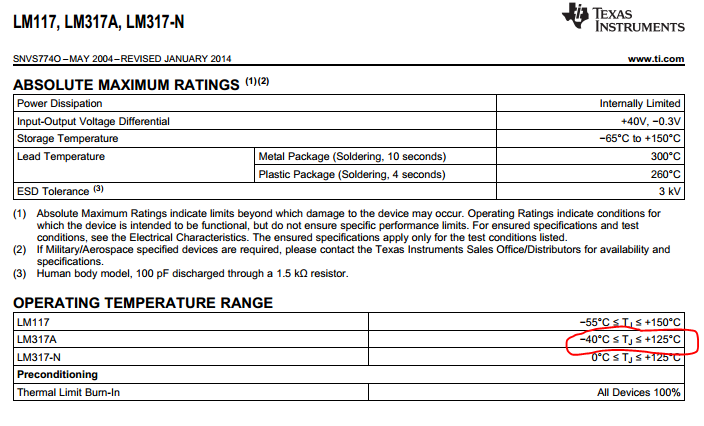 LM117, LM317A, LM317-N
TEXAS
INSTRUMENTS
SNVS774O – MAY 2004 – REVISED JANUARY 2014
www.ti.com
ABSOLUTE MAXIMUM RATINGS (1)(2)
Power Dissipation Internally Limited
Input-Output Voltage Differential +40V, −0.3V
Storage Temperature −65°C to +150°C
Lead Temperature Metal Package (Soldering, 10 seconds) 300°C
Plastic Package (Soldering, 4 seconds) 260°C
ESD Tolerance (3) 3 kV
(1) Absolute Maximum Ratings indicate limits beyond which damage to the device may occur. Operating Ratings indicate conditions for
which the device is intended to be functional, but do not ensure specific performance limits. For ensured specifications and test
conditions, see the Electrical Characteristics. The ensured specifications apply only for the test conditions listed.
(2) If Military/Aerospace specified devices are required, please contact the Texas Instruments Sales Office/Distributors for availability and
specifications.
(3) Human body model, 100 pF discharged through a 1.5 kΩ resistor.
OPERATING TEMPERATURE RANGE
LM117 −55°C ≤ TJ ≤ +150°C
LM317A −40°C ≤ TJ ≤ +125°C
LM317-N 0°C ≤ TJ ≤ +125°C
Preconditioning
Thermal Limit Burn-In All Devices 100%